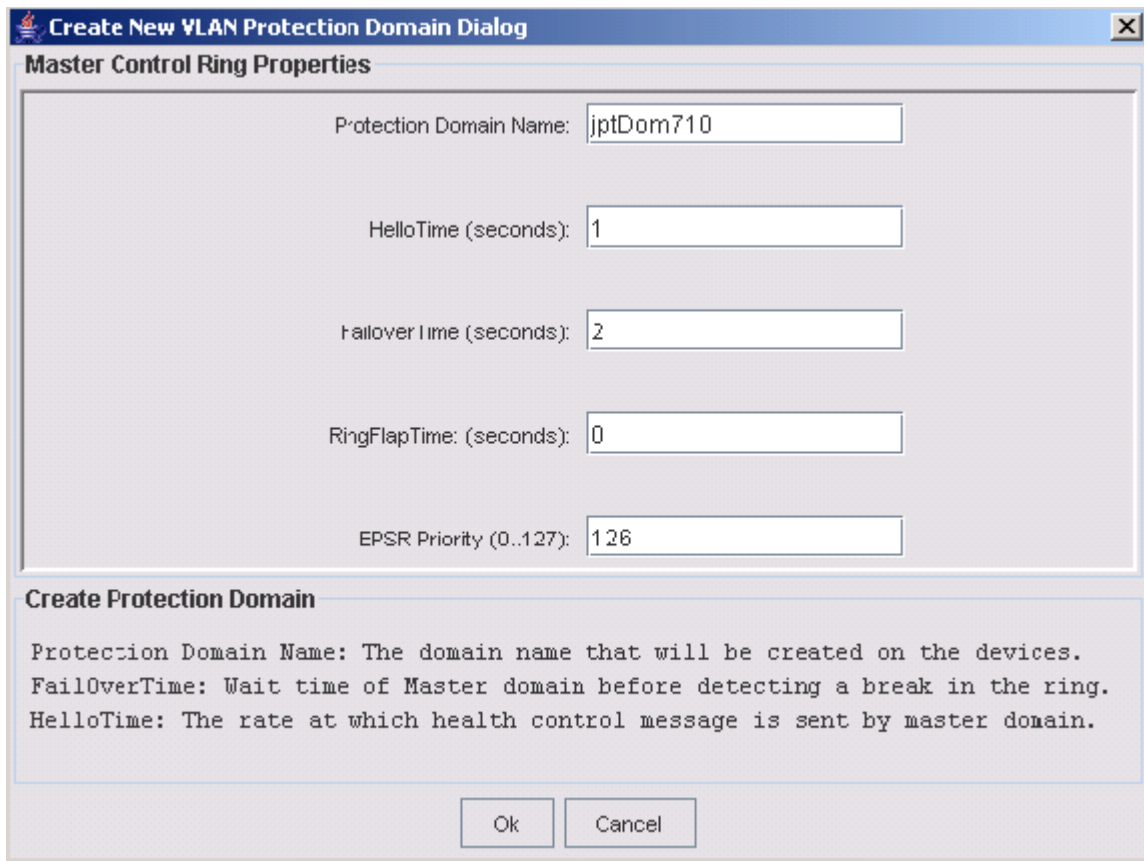 Create New VLAN Protection Domain Dialog
Master Control Ring Properties
Protection Domain Name: jptDom710
HelloTime (seconds): 1
FailoverTime (seconds): 2
RingFlapTime: (seconds): 0
EPSR Priority (0..127): 126
Create Protection Domain
Protection Domain Name: The domain name that will be created on the devices.
FailOverTime: Wait time of Master domain before detecting a break in the ring.
HelloTime: The rate at which health control message is sent by master domain.
Ok Cancel